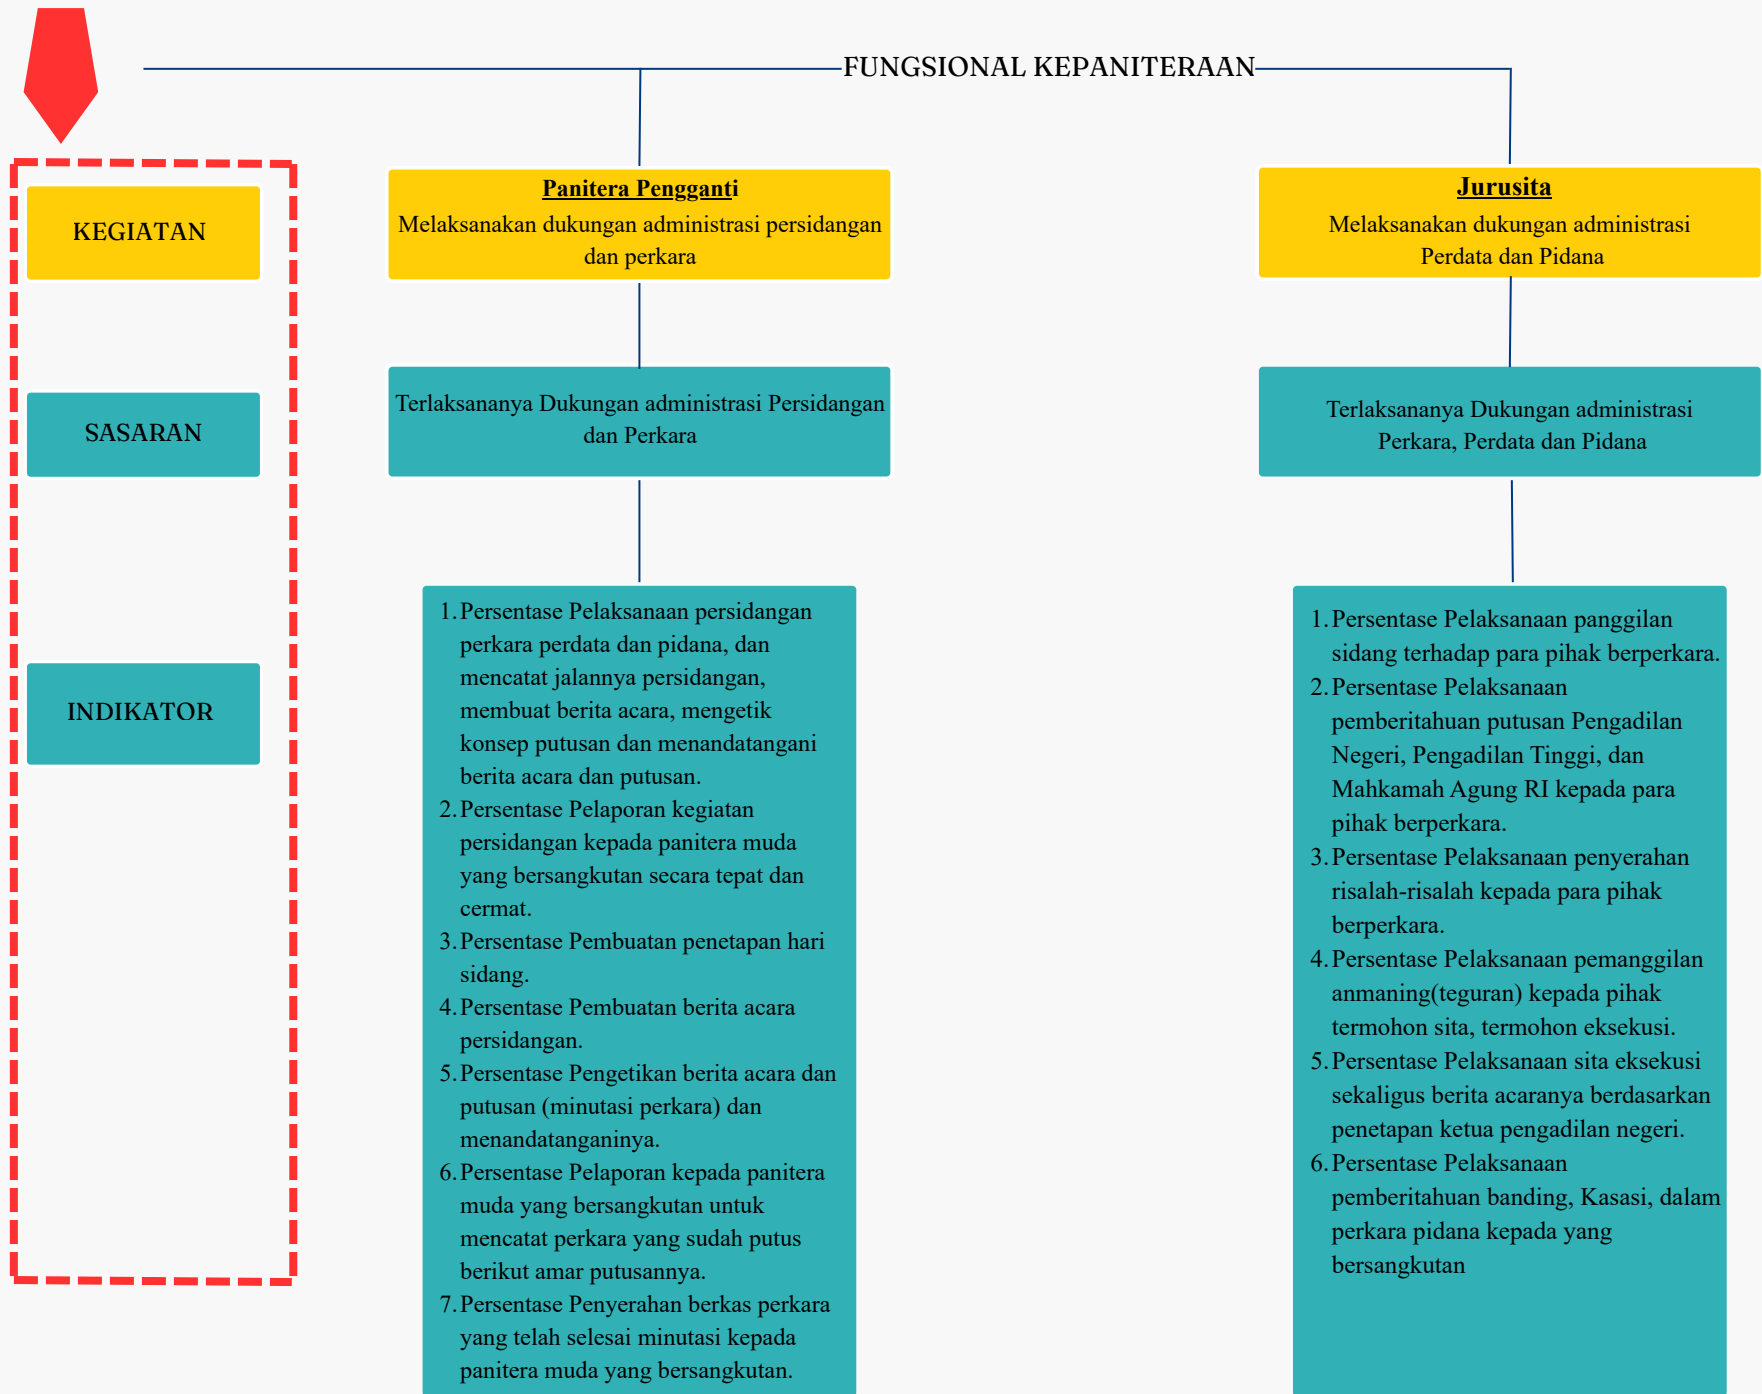 FUNGSIONAL KEPANITERAAN
KEGIATAN
SASARAN
INDIKATOR
Panitera Pengganti
Melaksanakan dukungan administrasi persidangan
dan perkara
Terlaksananya Dukungan administrasi Persidangan
dan Perkara
1. Persentase Pelaksanaan persidangan
perkara perdata dan pidana, dan
mencatat jalannya persidangan,
membuat berita acara, mengetik
konsep putusan dan menandatangani
berita acara dan putusan.
2. Persentase Pelaporan kegiatan
persidangan kepada panitera muda
yang bersangkutan secara tepat dan
cermat.
3. Persentase Pembuatan penetapan hari
sidang.
4. Persentase Pembuatan berita acara
persidangan.
5. Persentase Pengetikan berita acara dan
putusan (minutasi perkara) dan
menandatanganinya.
6. Persentase Pelaporan kepada panitera
muda yang bersangkutan untuk
mencatat perkara yang sudah putus
berikut amar putusannya.
7. Persentase Penyerahan berkas perkara
yang telah selesai minutasi kepada
panitera muda yang bersangkutan.
Jurusita
Melaksanakan dukungan administrasi
Perdata dan Pidana
Terlaksananya Dukungan administrasi
Perkara, Perdata dan Pidana
1. Persentase Pelaksanaan panggilan
sidang terhadap para pihak berperkara.
2. Persentase Pelaksanaan
pemberitahuan putusan Pengadilan
Negeri, Pengadilan Tinggi, dan
Mahkamah Agung RI kepada para
pihak berperkara.
3. Persentase Pelaksanaan penyerahan
risalah-risalah kepada para pihak
berperkara.
4. Persentase Pelaksanaan pemanggilan
anmaning(teguran) kepada pihak
termohon sita, termohon eksekusi.
5. Persentase Pelaksanaan sita eksekusi
sekaligus berita acaranya berdasarkan
penetapan ketua pengadilan negeri.
6. Persentase Pelaksanaan
pemberitahuan banding, Kasasi, dalam
perkara pidana kepada yang
bersangkutan